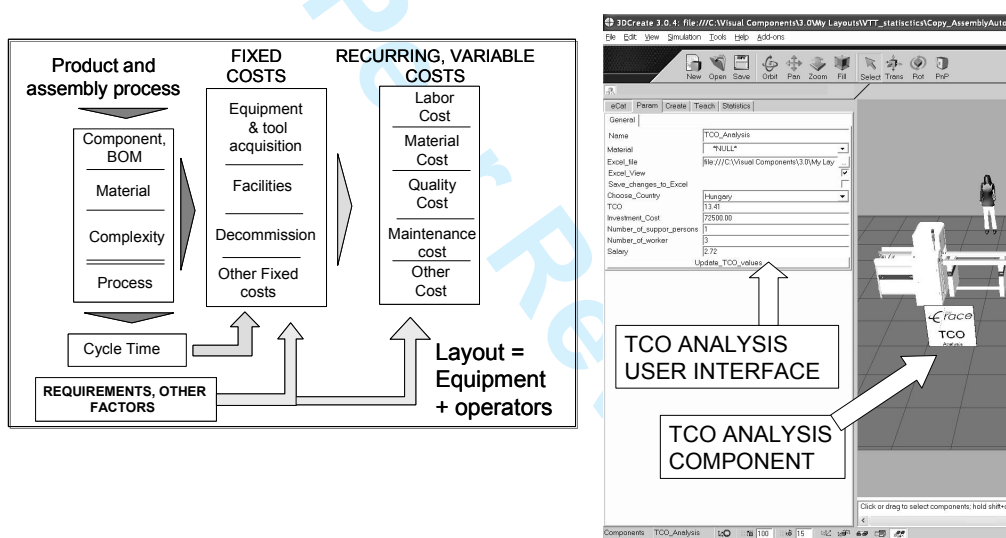 Product and
assembly process
Component,
BOM
Material
Complexity
Process
Cycle Time
REQUIREMENTS, OTHER
FACTORS
FIXED
COSTS
Equipment
& tool
acquisition
Facilities
Decommission
Other Fixed
costs
RECURRING, VARIABLE
COSTS
Labor
Cost
Material
Cost
Quality
Cost
Maintenance
cost
Other
Cost
Layout =
Equipment
+ operators
3DCreate 3.0.4: file:///C:\Visual Components\3.0\My Layouts\VTT_statisctics\Copy_AssemblyAuto
File Edit View Simulation Tools Help Add-ons
New Open Save Orbit Pan Zoom Fill Select Trans Rot PnP
eCat Param Create Teach Statistics
General
Name TCO_Analysis
Material *NULL*
Excel_file file:///C:\Visual Components\3.0\My Lay ...
Excel_View
Save_changes_to_Excel
Choose_Country Hungary
TCO 13.41
Investment_Cost 72500.00
Number_of_suppor_persons 1
Number_of_worker 3
Salary 2.72
Update_TCO_values
race
TCO
Analysis
TCO ANALYSIS
USER INTERFACE
TCO ANALYSIS
COMPONENT
Click or drag to select components; hold shift+
Components TCO_Analysis 100 15